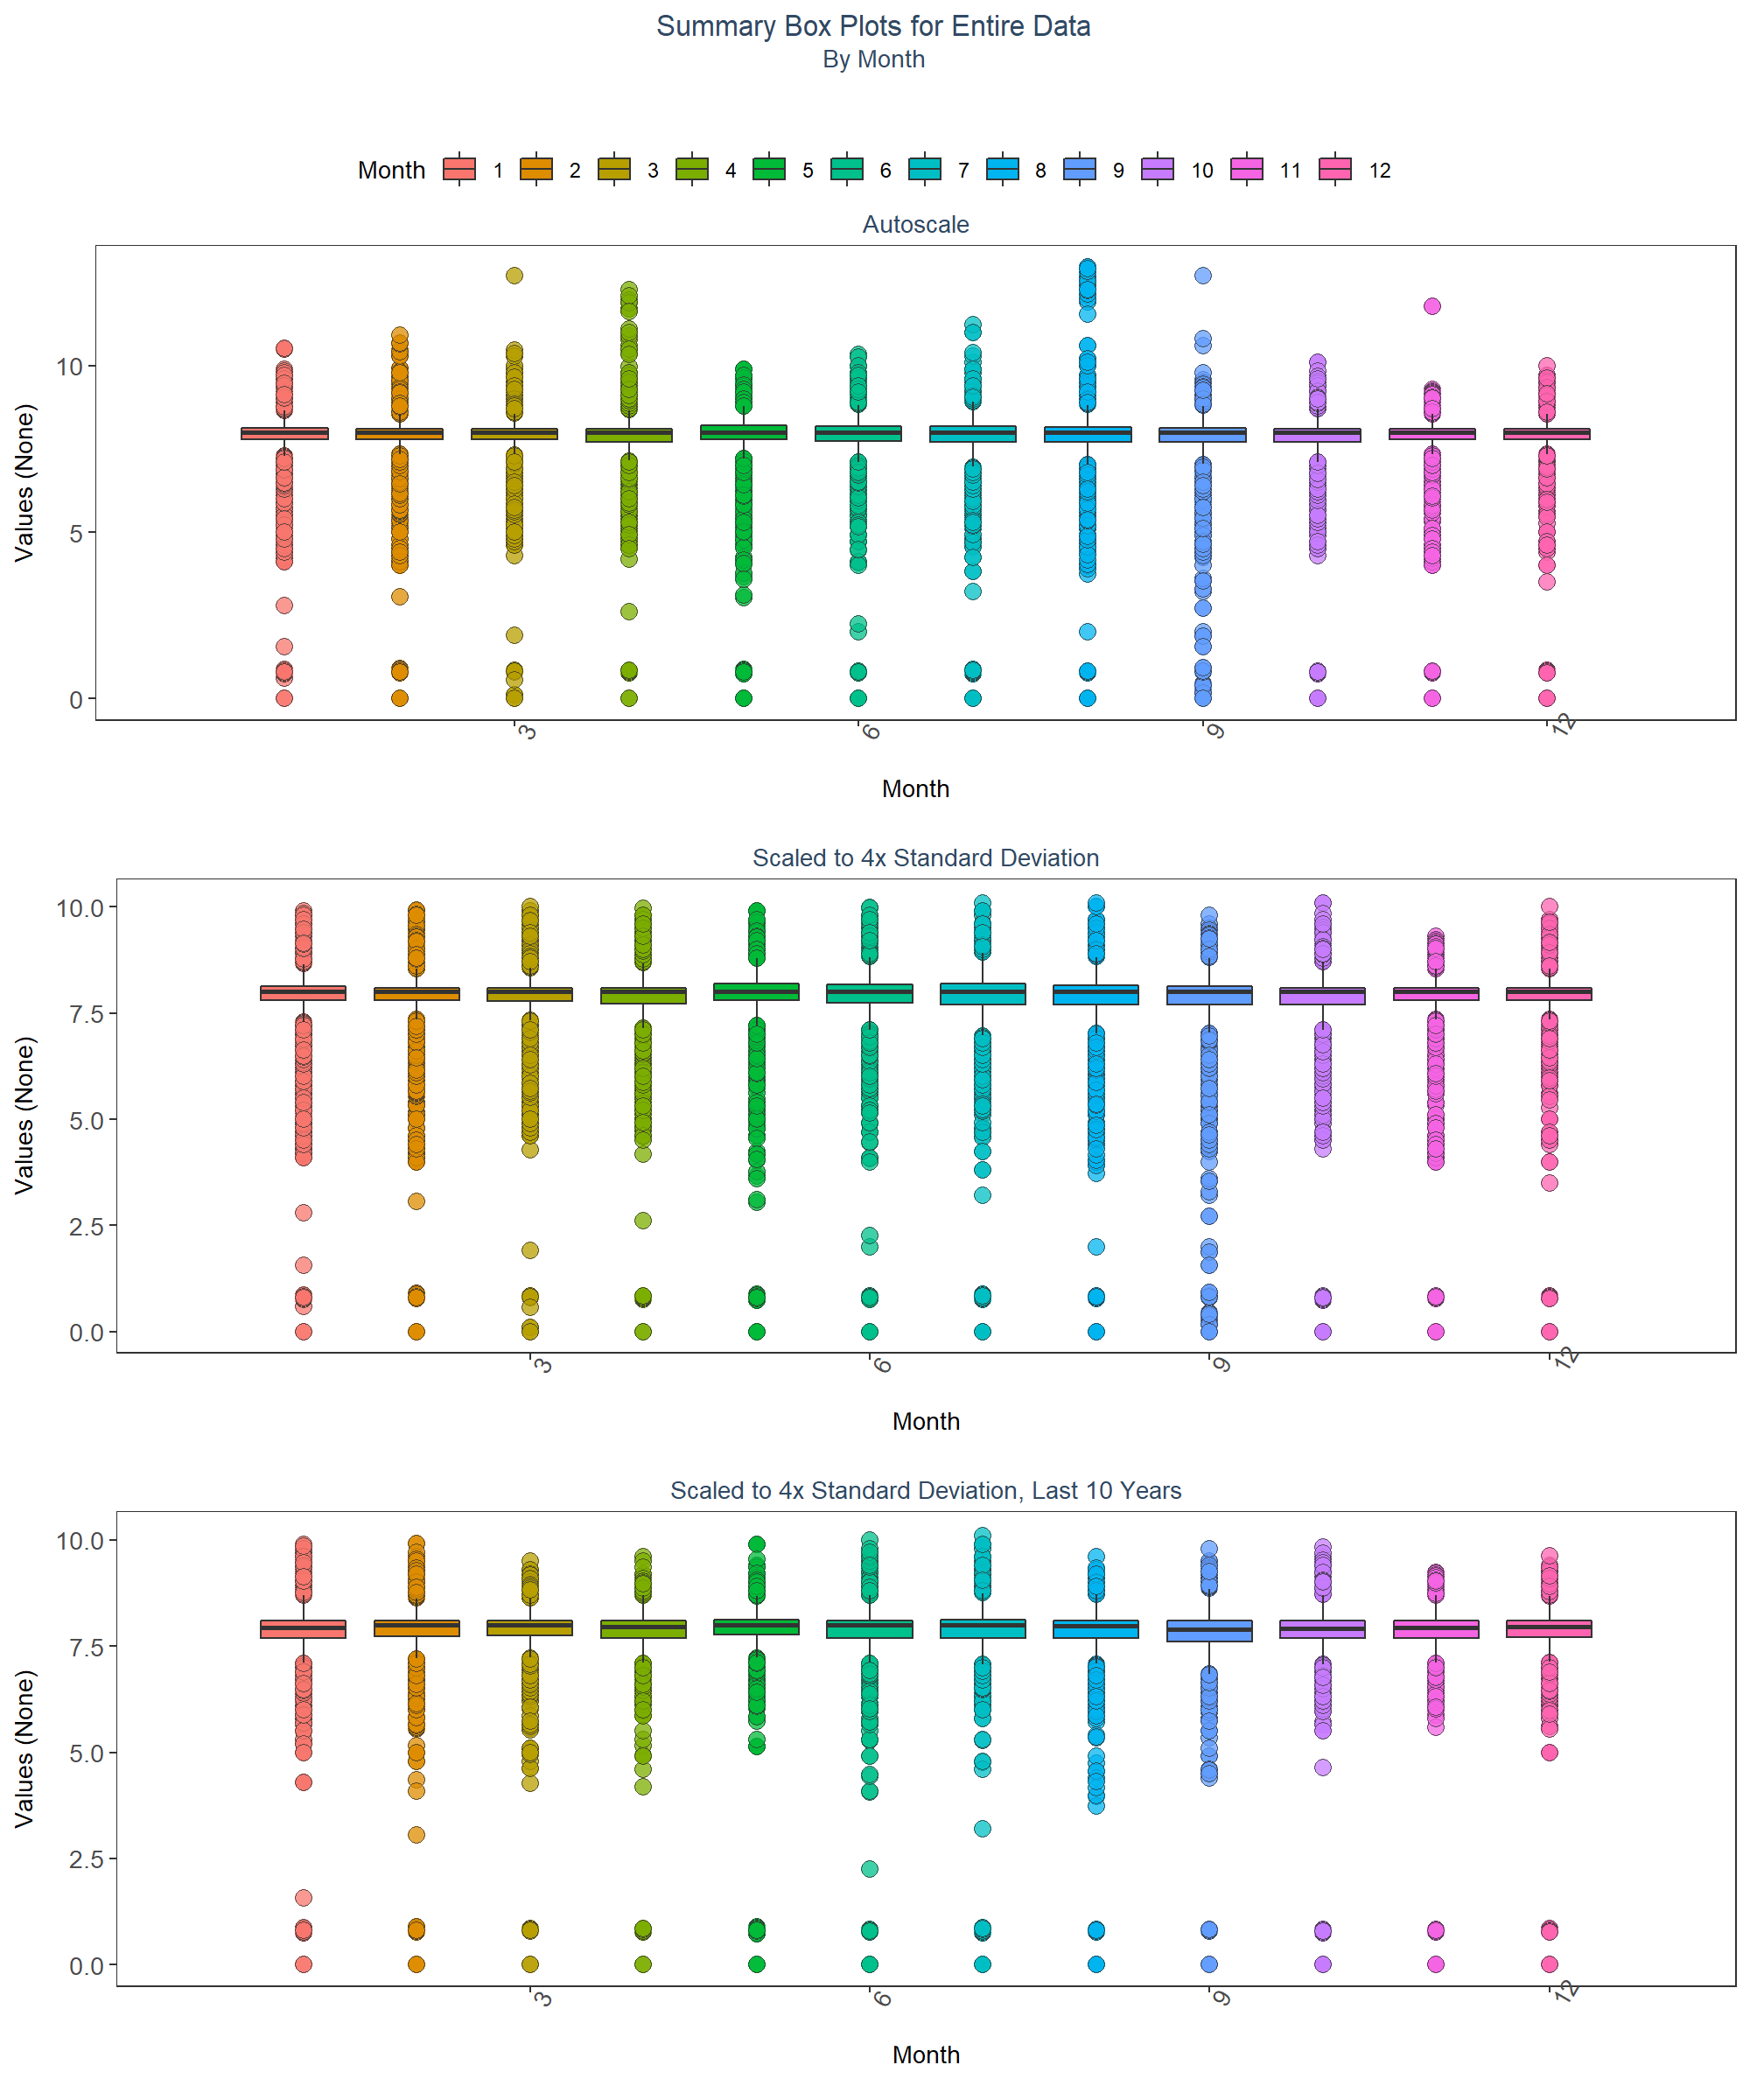 Summary Box Plots for Entire Data
By Month
Month 1 2 3 4 5 6 7 8 9 10 11 12
Autoscale
Values (None)
10
5
0
3 6 9 12
Month
Scaled to 4x Standard Deviation
Values (None)
10.0
7.5
5.0
2.5
0.0
3 6 9 12
Month
Scaled to 4x Standard Deviation, Last 10 Years
Values (None)
10.0
7.5
5.0
2.5
0.0
3 6 9 12
Month